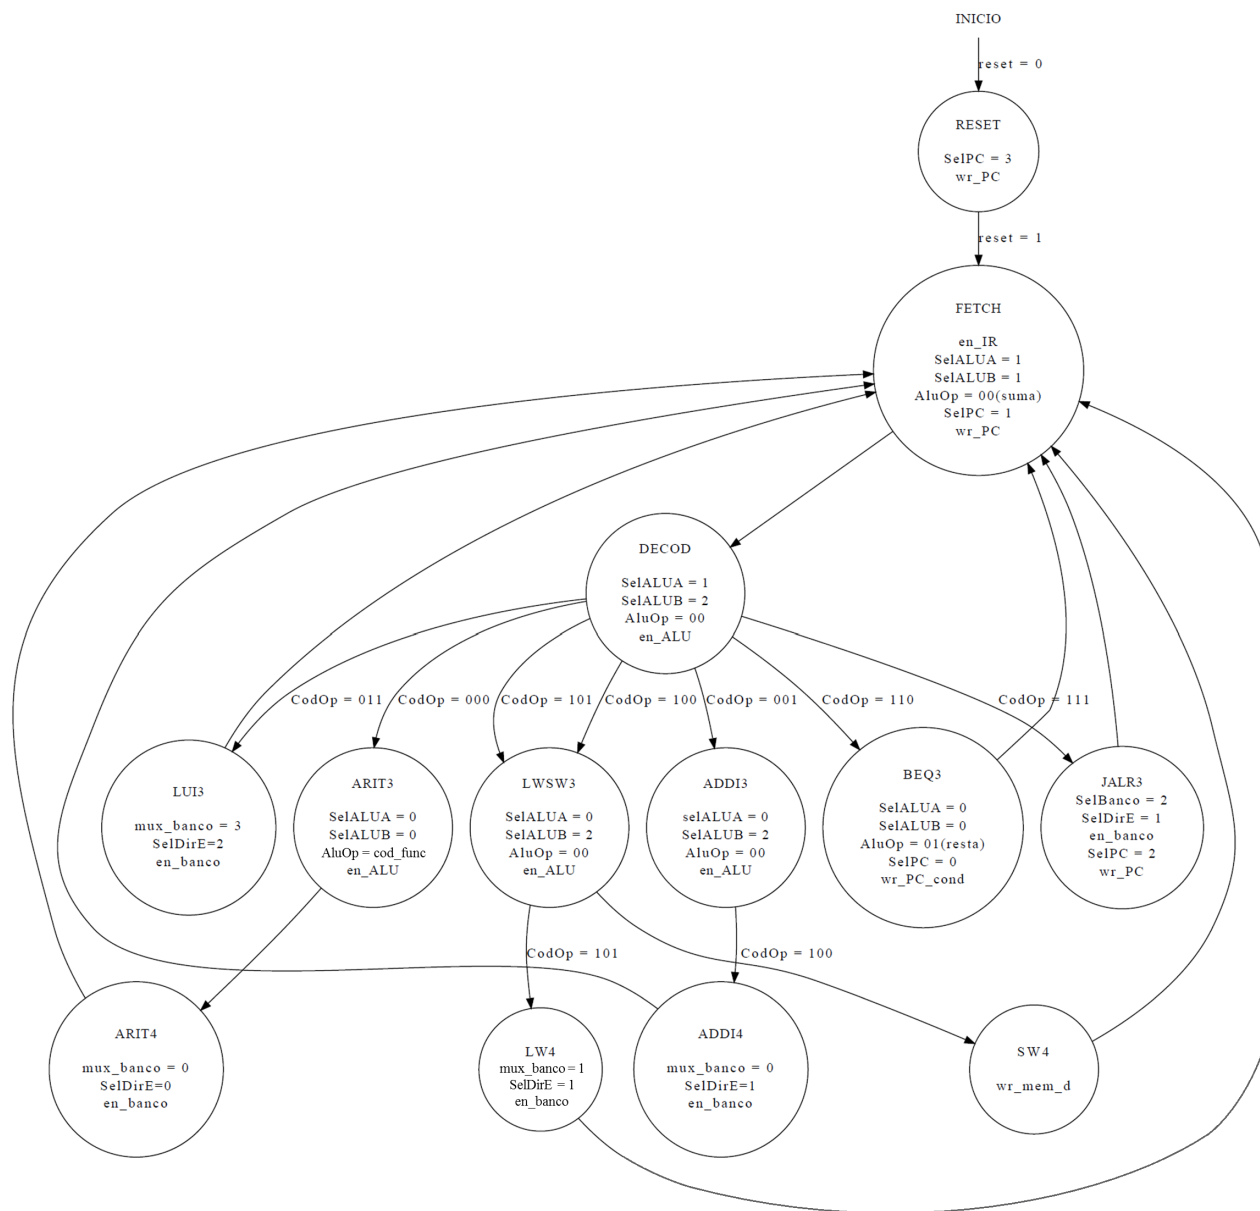 INICIO
reset = 0
RESET
SelPC = 3
wr_PC
reset = 1
FETCH
en_IR
SelALUA = 1
SelALUB = 1
AluOp = 00(suma)
SelPC = 1
wr_PC
DECOD
SelALUA = 1
SelALUB = 2
AluOp = 00
en_ALU
CodOp = 011
CodOp = 000
CodOp = 101
CodOp = 100
CodOp = 001
CodOp = 110
CodOp = 111
LUI3
mux_banco = 3
SelDirE=2
en_banco
ARIT3
SelALUA = 0
SelALUB = 0
AluOp = cod_func
en_ALU
LWSW3
SelALUA = 0
SelALUB = 2
AluOp = 00
en_ALU
ADDI3
selALUA = 0
SelALUB = 2
AluOp = 00
en_ALU
BEQ3
SelALUA = 0
SelALUB = 0
AluOp = 01(resta)
SelPC = 0
wr_PC_cond
JALR3
SelBanco = 2
SelDirE = 1
en_banco
SelPC = 2
wr_PC
CodOp = 101
CodOp = 100
ARIT4
mux_banco = 0
SelDirE=0
en_banco
LW4
mux_banco = 1
SelDirE = 1
en_banco
ADDI4
mux_banco = 0
SelDirE=1
en_banco
SW4
wr_mem_d